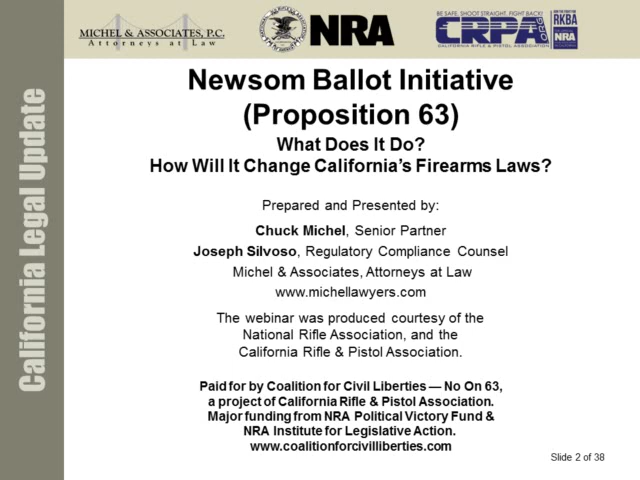 MICHEL & ASSOCIATES, P.C.
Attorneys at Law
NRA
BE SAFE, SHOOT STRAIGHT, FIGHT BACK!
CRPA
.ORG
CALIFORNIA RIFLE & PISTOL ASSOCIATION
RKBA
NRA
California Legal Update
Newsom Ballot Initiative
(Proposition 63)
What Does It Do?
How Will It Change California's Firearms Laws?
Prepared and Presented by:
Chuck Michel, Senior Partner
Joseph Silvoso, Regulatory Compliance Counsel
Michel & Associates, Attorneys at Law
www.michellawyers.com
The webinar was produced courtesy of the
National Rifle Association, and the
California Rifle & Pistol Association.
Paid for by Coalition for Civil Liberties — No On 63,
a project of California Rifle & Pistol Association.
Major funding from NRA Political Victory Fund &
NRA Institute for Legislative Action.
www.coalitionforcivilliberties.com
Slide 2 of 38